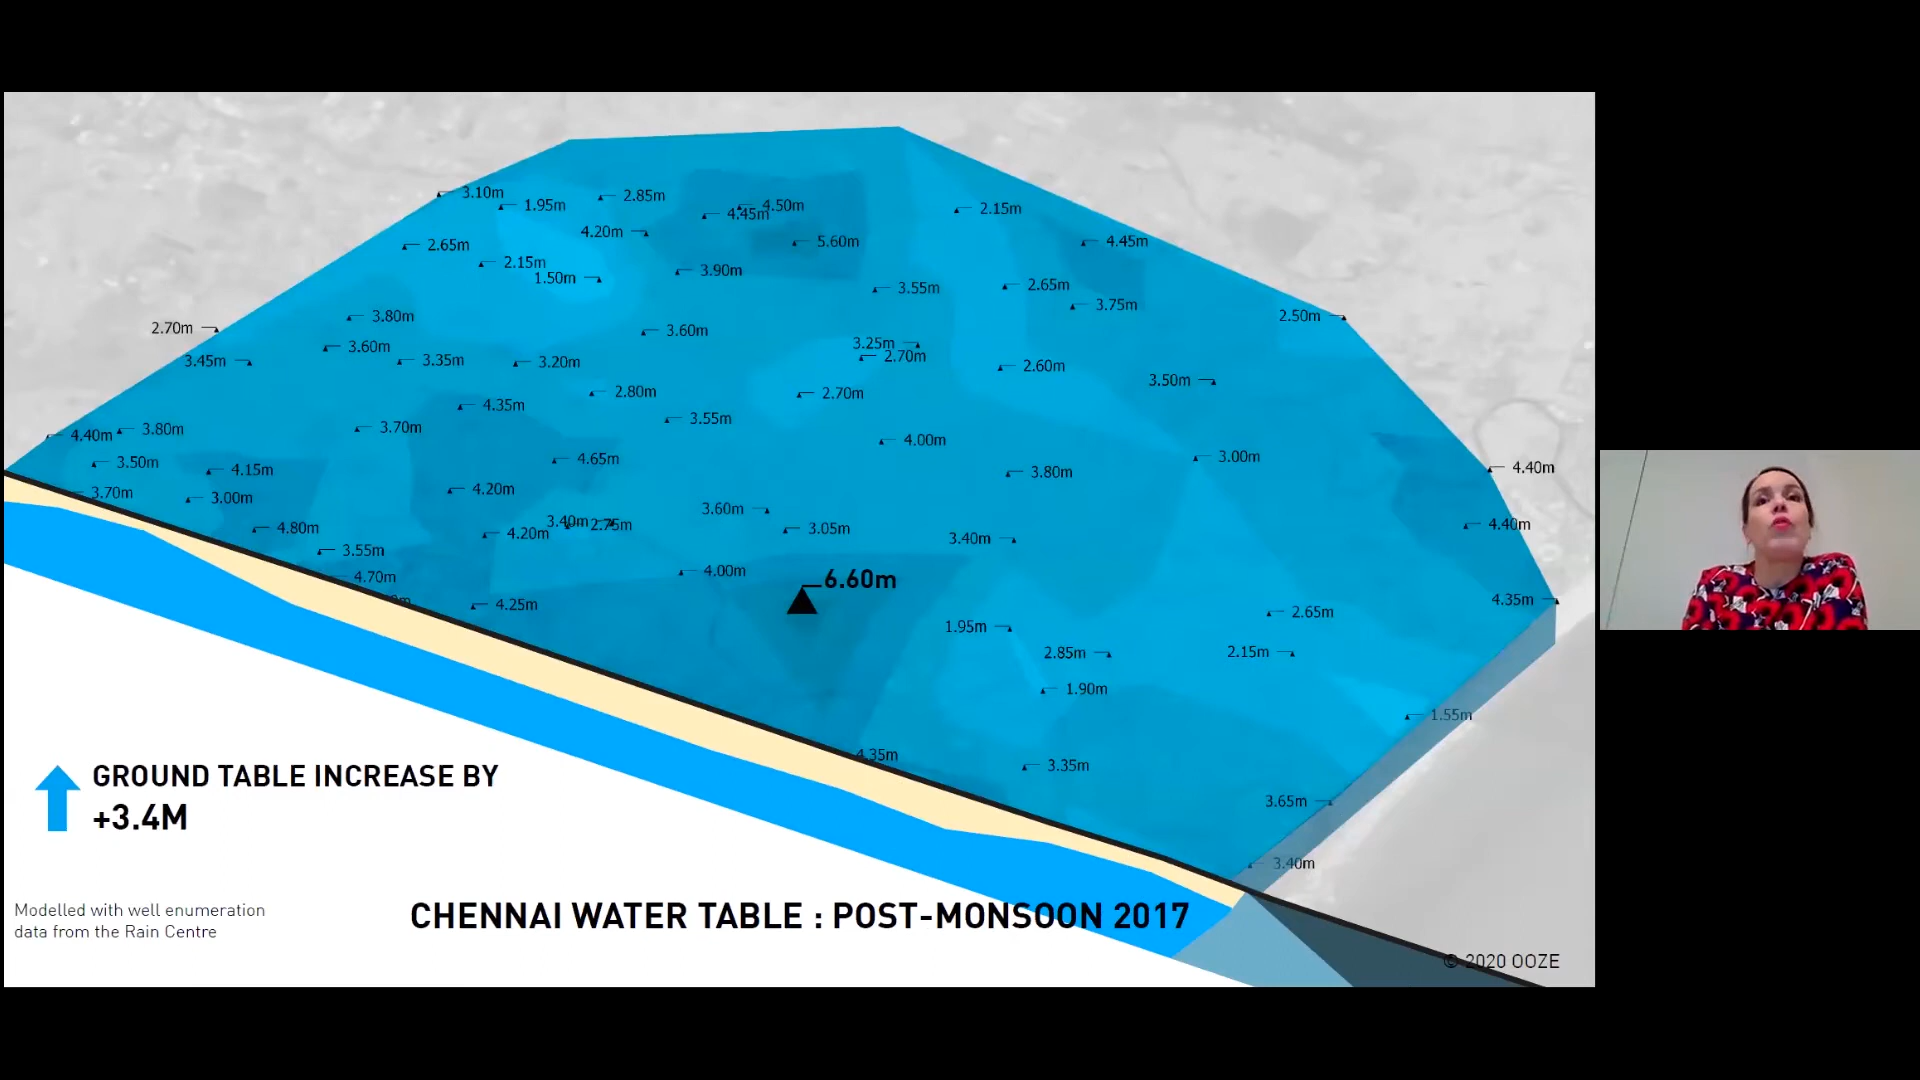 3.10m
1.95m
2.85m
4.50m
4.45m
2.15m
4.20m
5.60m
4.45m
2.65m
2.15m
1.50m
3.90m
3.55m
2.65m
3.75m
3.80m
2.50m
2.70m
3.60m
3.45m
3.60m
3.35m
3.20m
3.25m
2.70m
2.60m
3.50m
2.80m
2.70m
4.35m
3.55m
4.40m
3.80m
3.70m
4.00m
3.50m
4.15m
4.65m
3.80m
3.00m
4.40m
3.70m
3.00m
4.20m
3.60m
4.80m
4.20m
3.40m
2.75m
3.05m
3.40m
4.40m
3.55m
4.70m
4.00m
6.60m
4.25m
4.35m
2.65m
1.95m
2.85m
2.15m
1.90m
1.55m
4.35m
3.35m
3.65m
3.40m
GROUND TABLE INCREASE BY
+3.4M
Modelled with well enumeration
data from the Rain Centre
CHENNAI WATER TABLE : POST-MONSOON 2017
© 2020 OOZE